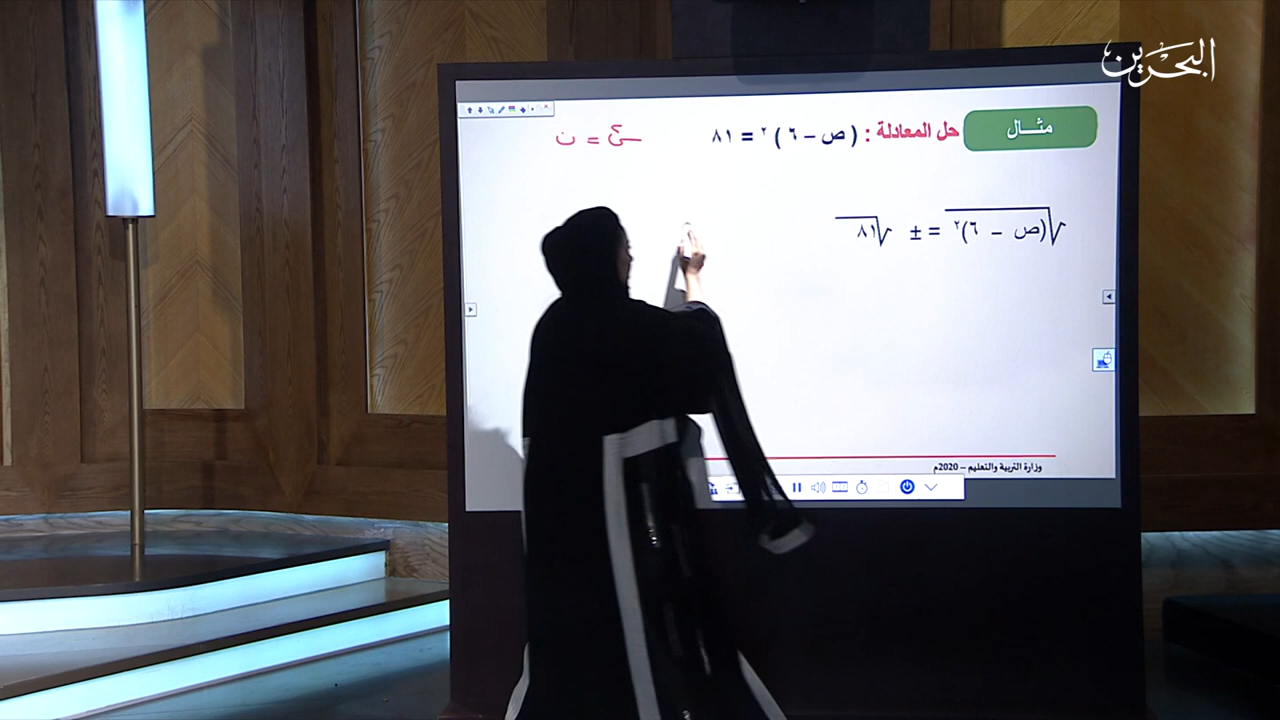 البحرين
مثال حل المعادلة : ( ص – ٦ )٢ = ٨١
√(ص – ٦)٢ = ± √٨١
وزارة التربية والتعليم – 2020م